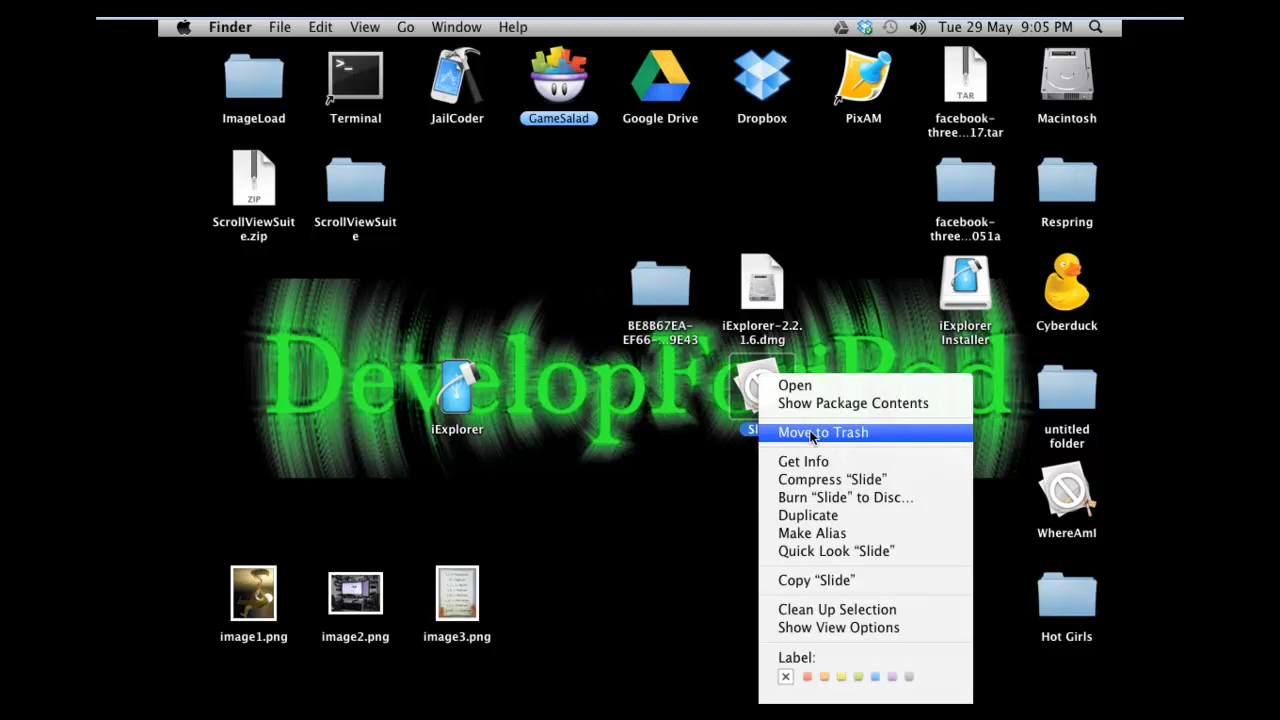 Finder File Edit View Go Window Help Tue 29 May 9:05 PM
ImageLoad
Terminal
JailCoder
GameSalad
Google Drive
Dropbox
PixAM
TAR
facebook-
three...17.tar
Macintosh
ZIP
ScrollViewSuit
e.zip
ScrollViewSuit
e
facebook-
three...051a
Respring
BE8B67EA-
EF66-...9E43
iExplorer-2.2.
1.6.dmg
iExplorer
Installer
Cyberduck
iExplorer
untitled
folder
WhereAmI
image1.png
image2.png
image3.png
Hot Girls
Open
Show Package Contents
Move to Trash
Get Info
Compress “Slide”
Burn “Slide” to Disc...
Duplicate
Make Alias
Quick Look “Slide”
Copy “Slide”
Clean Up Selection
Show View Options
Label: